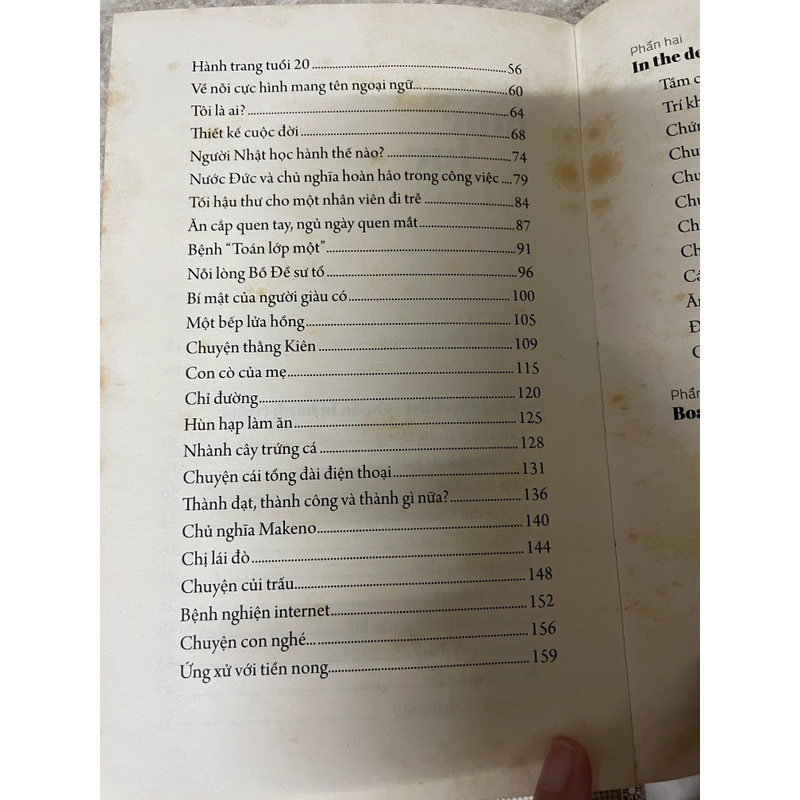 Hành trang tuổi 20 ........ 56
Về nỗi cực hình mang tên ngoại ngữ... ........ 60
Tôi là ai? ........ 64
Thiết kế cuộc đời ........ 68
Người Nhật học hành thế nào? ........ 74
Nước Đức và chủ nghĩa hoàn hảo trong công việc .... 79
Tối hậu thư cho một nhân viên đi trễ ........ 84
Ăn cắp quen tay, ngủ ngày quen mắt ........ 87
Bệnh “Toán lớp một” ........ 91
Nỗi lòng Bồ Đề sư tổ ........ 96
Bí mật của người giàu có ........ 100
Một bếp lửa hồng ........ 105
Chuyện thằng Kiên ........ 109
Con cò của mẹ ........ 115
Chỉ đường ........ 120
Hùn hạp làm ăn ........ 125
Nhành cây trứng cá ........ 128
Chuyện cái tổng đài điện thoại ........ 131
Thành đạt, thành công và thành gì nữa? ........ 136
Chủ nghĩa Makeno ........ 140
Chị lái đò ........ 144
Chuyện củi trấu ........ 148
Bệnh nghiện internet ........ 152
Chuyện con nghé... ........ 156
Ứng xử với tiền nong ........ 159
Phần hai
In the
Tầm
Trí
Phần